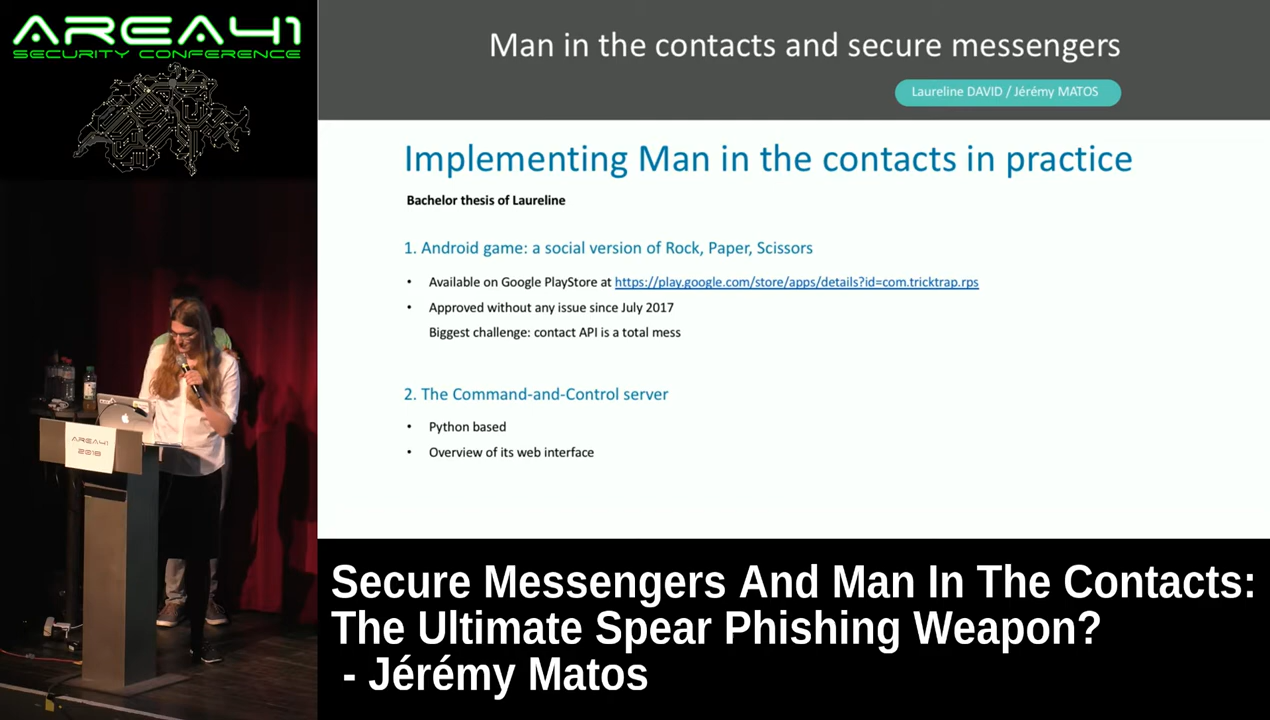 AREA41
SECURITY CONFERENCE
Man in the contacts and secure messengers
Laureline DAVID / Jérémy MATOS
Implementing Man in the contacts in practice
Bachelor thesis of Laureline
1. Android game: a social version of Rock, Paper, Scissors
• Available on Google PlayStore at https://play.google.com/store/apps/details?id=com.tricktrap.rps
• Approved without any issue since July 2017
Biggest challenge: contact API is a total mess
2. The Command-and-Control server
• Python based
• Overview of its web interface
AREA41
2018
Secure Messengers And Man In The Contacts:
The Ultimate Spear Phishing Weapon?
- Jérémy Matos